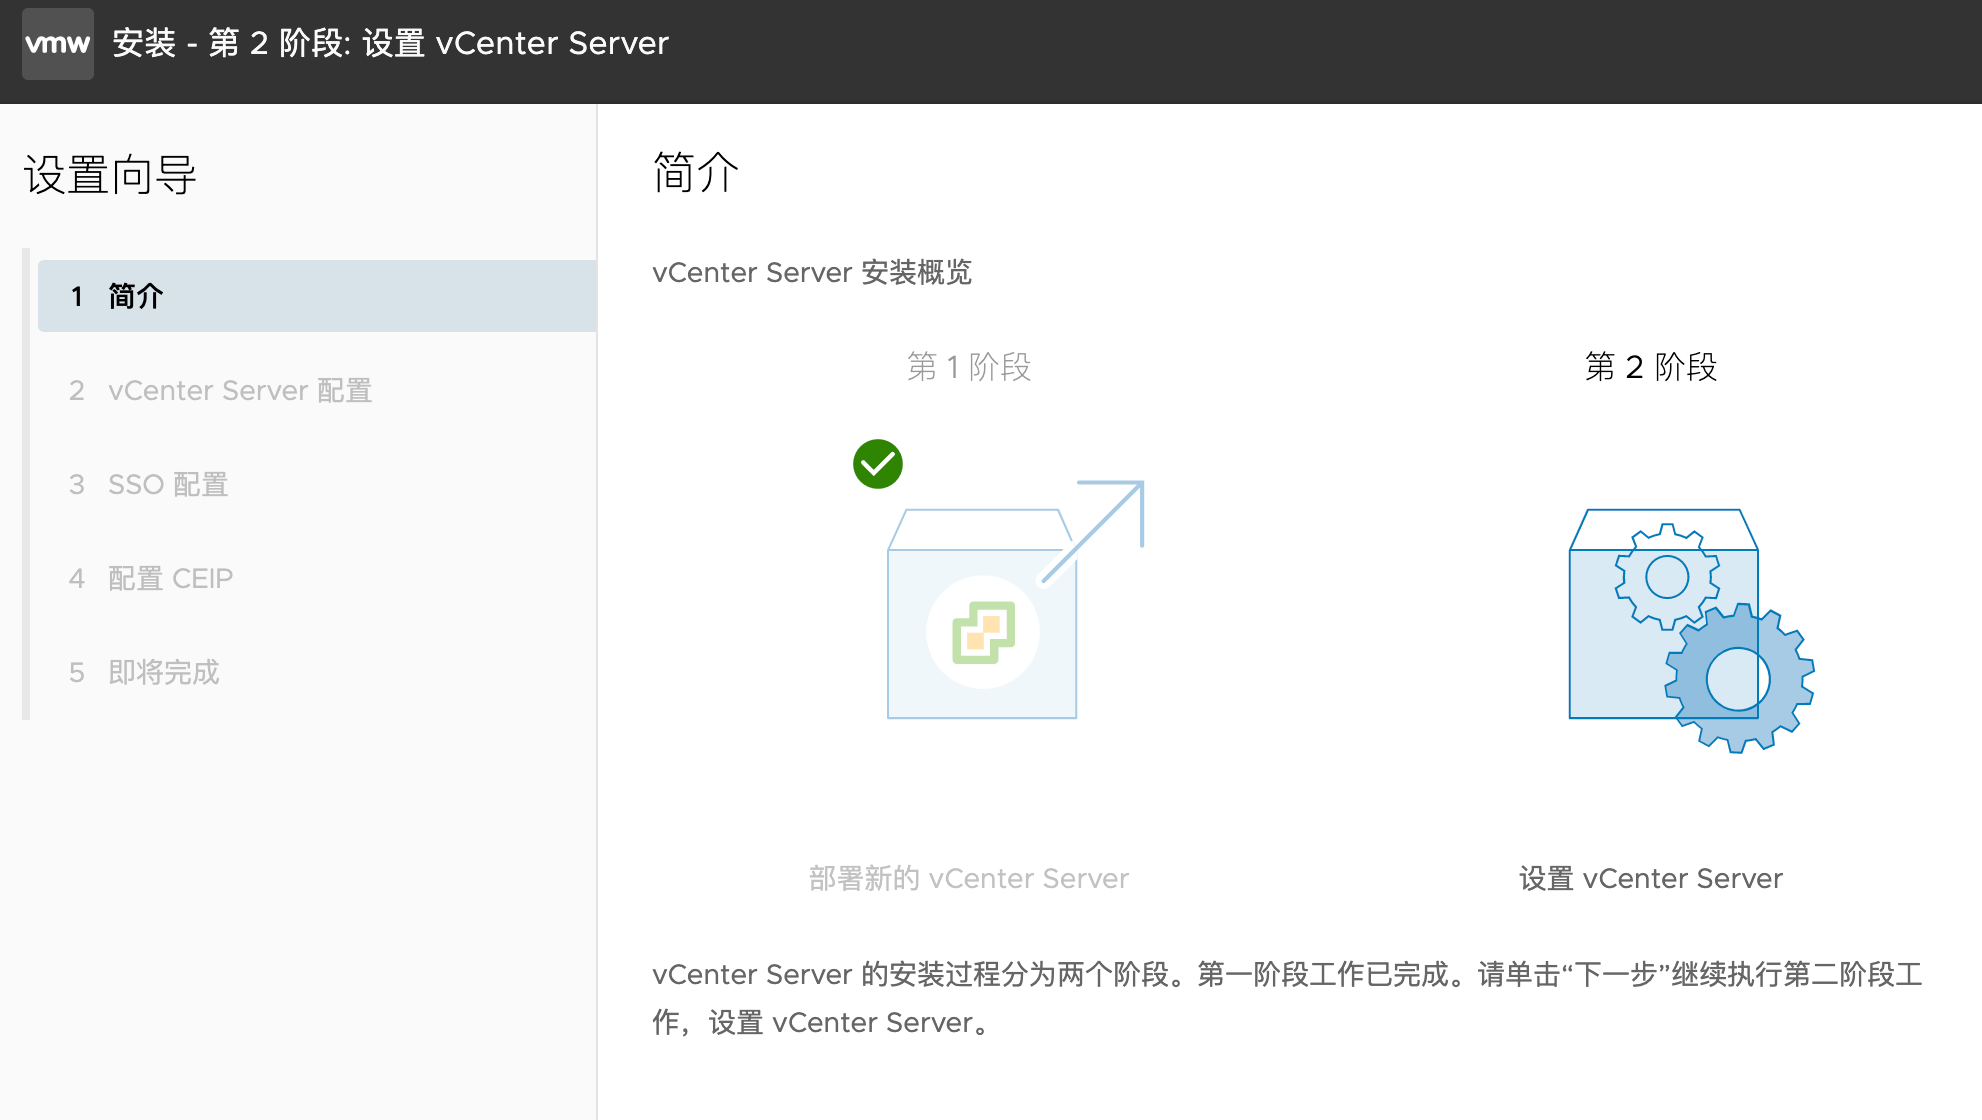 vmw 安装 - 第 2 阶段: 设置 vCenter Server
设置向导
1 简介
2 vCenter Server 配置
3 SSO 配置
4 配置 CEIP
5 即将完成
简介
vCenter Server 安装概览
第 1 阶段
第 2 阶段
部署新的 vCenter Server
设置 vCenter Server
vCenter Server 的安装过程分为两个阶段。第一阶段工作已完成。请单击“下一步”继续执行第二阶段工
作，设置 vCenter Server。